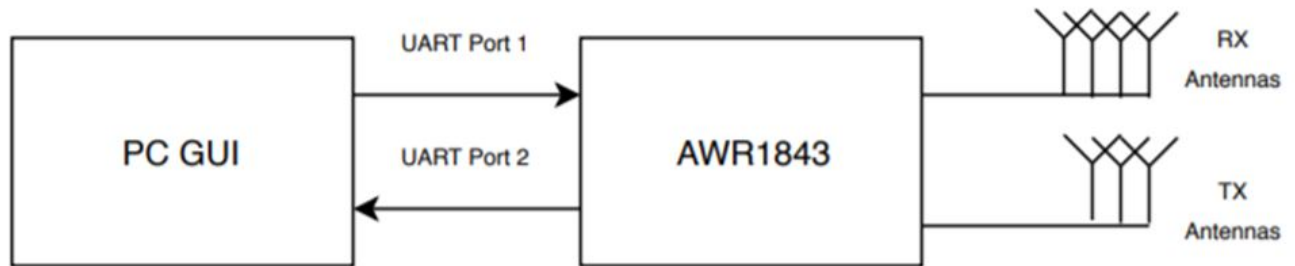 UART Port 1
RX
Antennas
PC GUI
AWR1843
UART Port 2
TX
Antennas